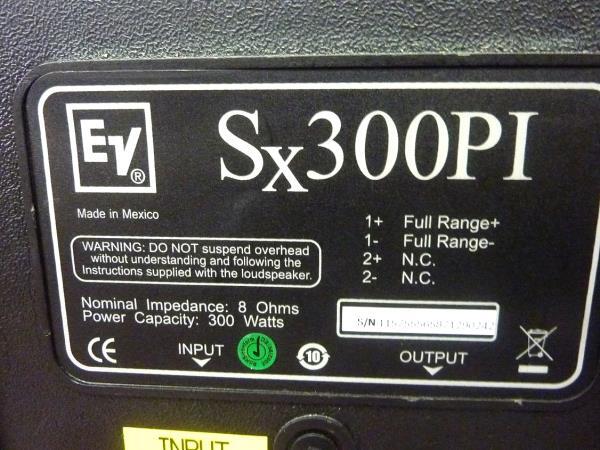 EV®
Sx300PI
Made in Mexico
WARNING: DO NOT suspend overhead
without understanding and following the
Instructions supplied with the loudspeaker.
Nominal Impedance: 8 Ohms
Power Capacity: 300 Watts
1+ Full Range+
1- Full Range-
2+ N.C.
2- N.C.
S/N
CE
INPUT
10
OUTPUT
INPUT